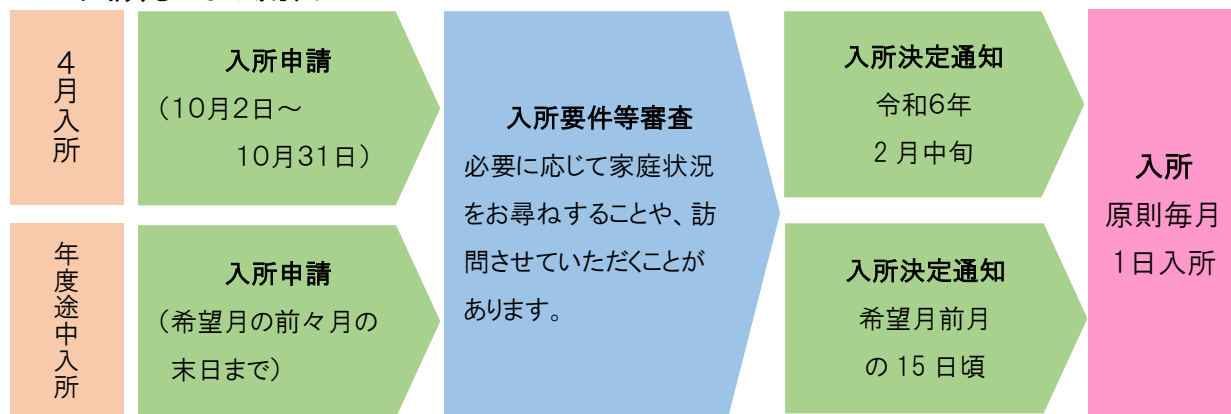 4月入所
入所申請
（10月2日～
10月31日）
入所要件等審査
必要に応じて家庭状況
をお尋ねすることや、訪
問させていただくことが
あります。
入所決定通知
令和6年
2月中旬
入所
原則毎月
1日入所
年度途中入所
入所申請
（希望月の前々月の
末日まで）
入所決定通知
希望月前月
の15日頃